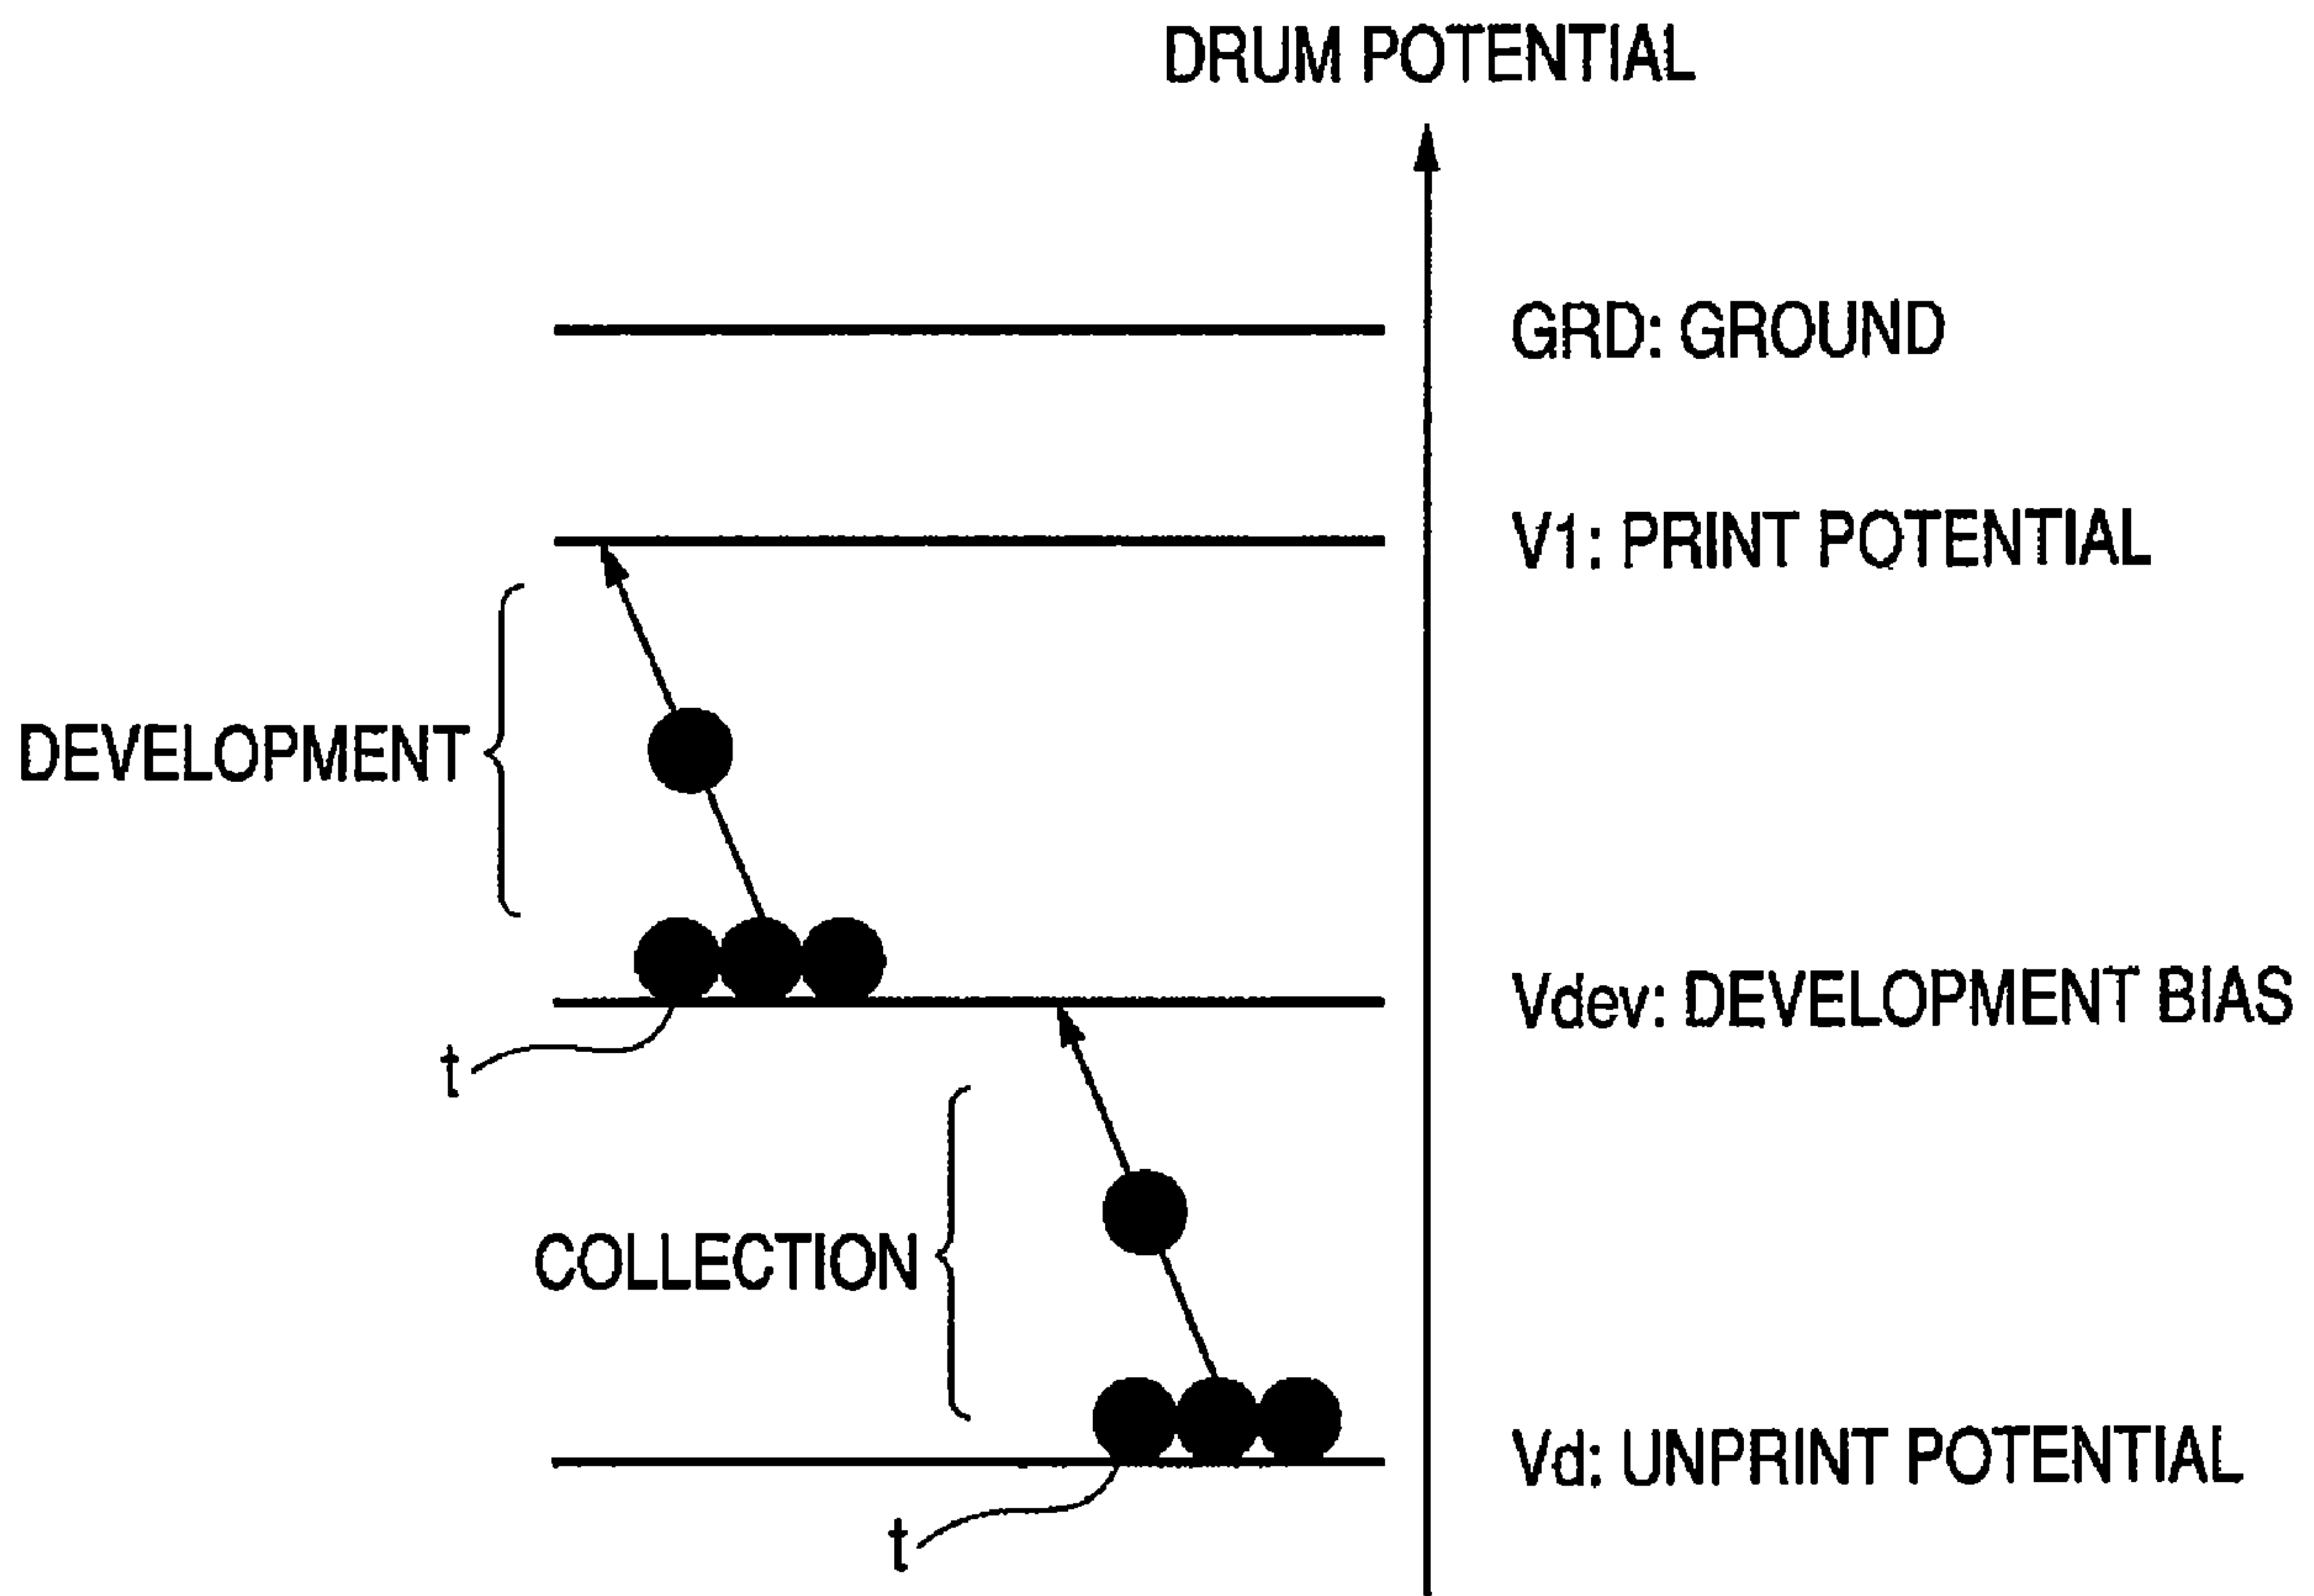 DRUM POTENTIAL
GRD: GROUND
V1: PRINT POTENTIAL
DEVELOPMENT
Vdev: DEVELOPMENT BIAS
t
COLLECTION
Vd: UNPRINT POTENTIAL
t